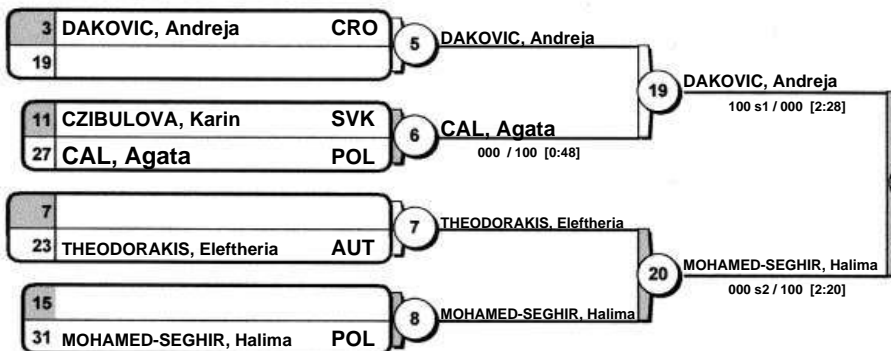 3 DAKOVIC, Andreja CRO
19
5 DAKOVIC, Andreja
11 CZIBULOVA, Karin SVK
27 CAL, Agata POL
6 CAL, Agata
000 / 100 [0:48]
19 DAKOVIC, Andreja
100 s1 / 000 [2:28]
7
23 THEODORAKIS, Eleftheria AUT
7 THEODORAKIS, Eleftheria
15
31 MOHAMED-SEGHIR, Halima POL
8 MOHAMED-SEGHIR, Halima
20 MOHAMED-SEGHIR, Halima
000 s2 / 100 [2:20]